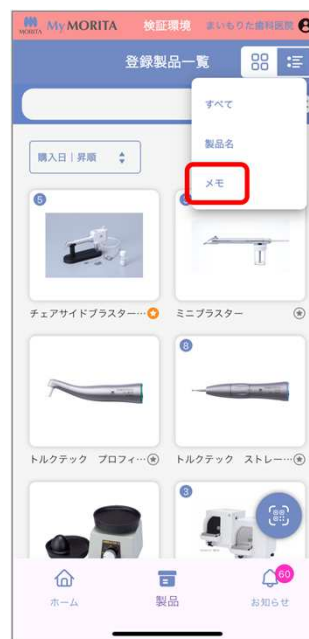 MORITA My MORITA 検証環境 まいもりた歯科医院
登録製品一覧
すべて
製品名
メモ
購入日｜昇順
5
チェアサイドブラスター…
ミニブラスター
8
トルクテック プロフィ…
トルクテック ストレー…
3
60
ホーム
製品
お知らせ